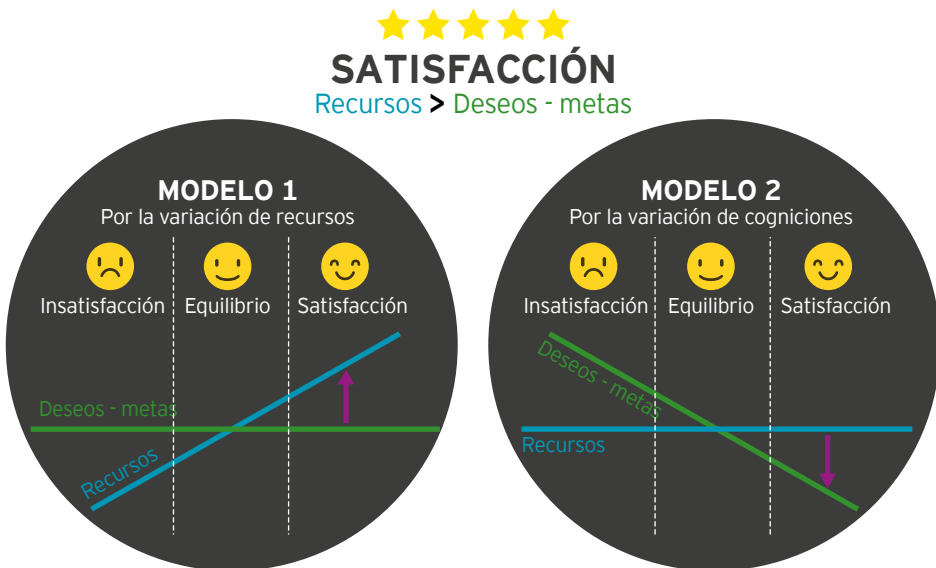 SATISFACCIÓN
Recursos > Deseos - metas
MODELO 1
Por la variación de recursos
Insatisfacción
Equilibrio
Satisfacción
Deseos - metas
Recursos
MODELO 2
Por la variación de cogniciones
Insatisfacción
Equilibrio
Satisfacción
Deseos - metas
Recursos